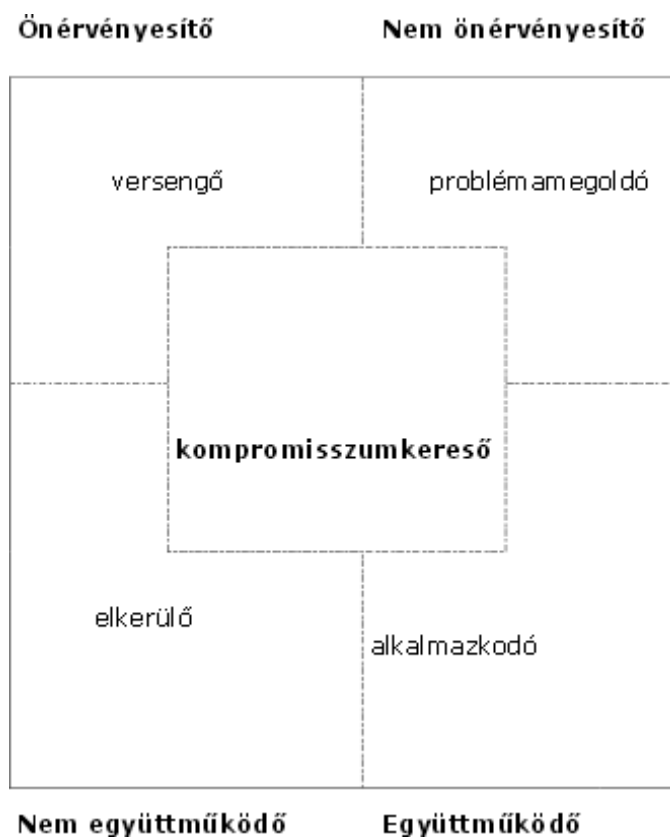 Önérvényesítő Nem önérvényesítő
versengő problémamegoldó
kompromisszumkereső
elkerülő
alkalmazkodó
Nem együttműködő Együttműködő